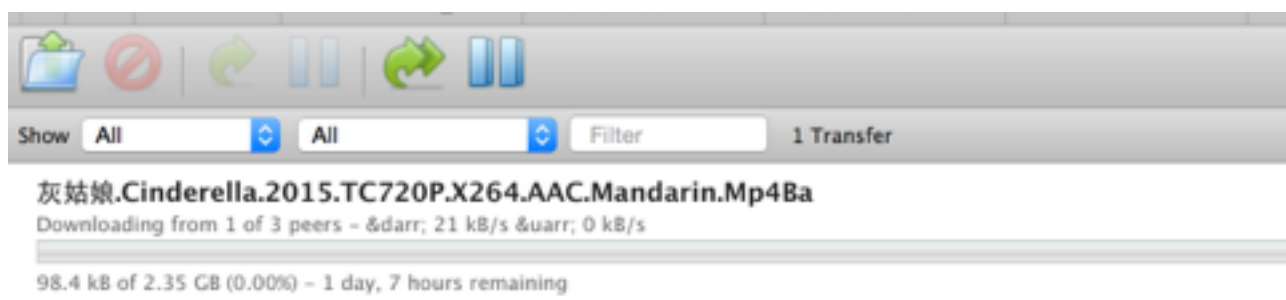 Show All All Filter 1 Transfer
灰姑娘.Cinderella.2015.TC720P.X264.AAC.Mandarin.Mp4Ba
Downloading from 1 of 3 peers – &darr; 21 kB/s &uarr; 0 kB/s
98.4 kB of 2.35 GB (0.00%) – 1 day, 7 hours remaining